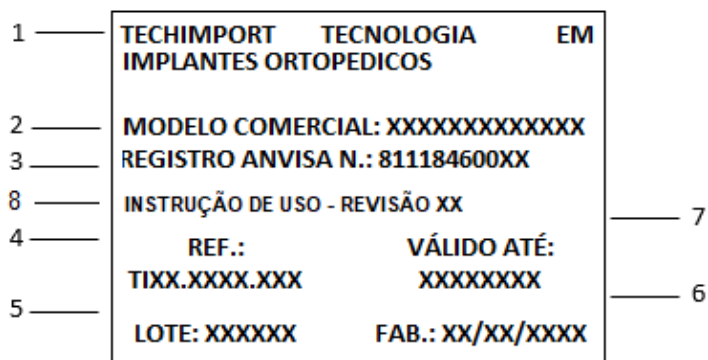 1 TECHIMPORT TECNOLOGIA EM
IMPLANTES ORTOPEDICOS
2 MODELO COMERCIAL: XXXXXXXXXXXXX
3 REGISTRO ANVISA N.: 811184600XX
8 INSTRUÇÃO DE USO - REVISÃO XX
7
4 REF.: VÁLIDO ATÉ:
TIXX.XXXX.XXX XXXXXXXX
6
5 LOTE: XXXXXX FAB.: XX/XX/XXXX